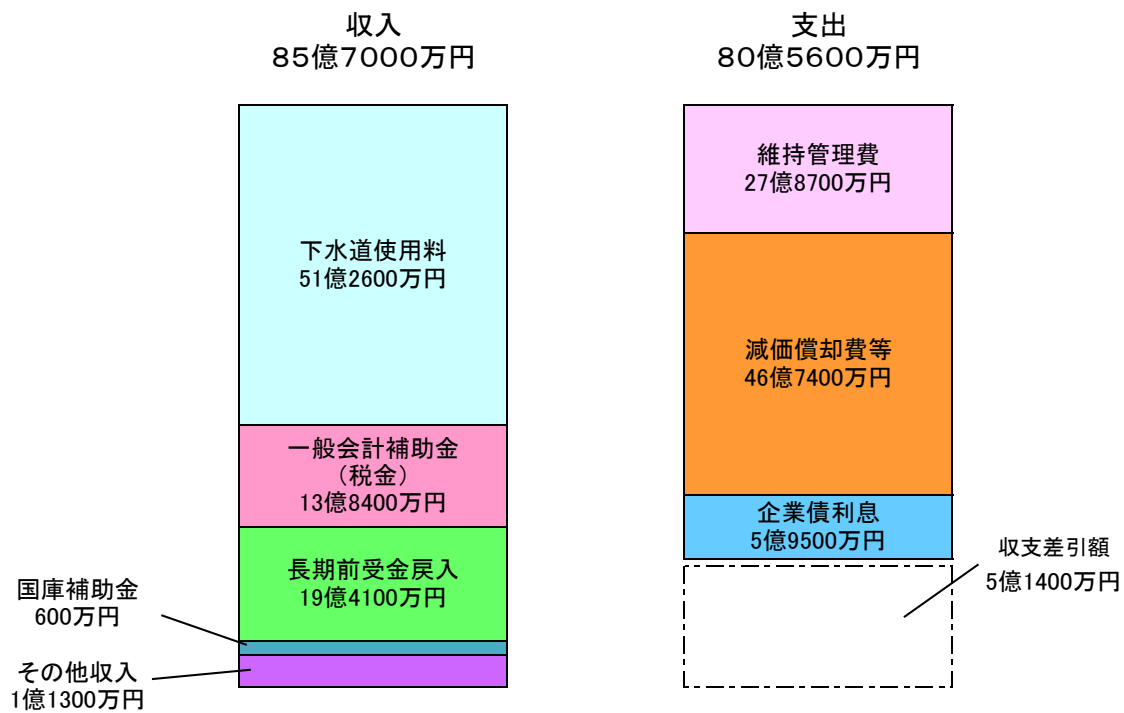 収入
85億7000万円
下水道使用料
51億2600万円
一般会計補助金
（税金）
13億8400万円
長期前受金戻入
19億4100万円
国庫補助金
600万円
その他収入
1億1300万円
支出
80億5600万円
維持管理費
27億8700万円
減価償却費等
46億7400万円
企業債利息
5億9500万円
収支差引額
5億1400万円